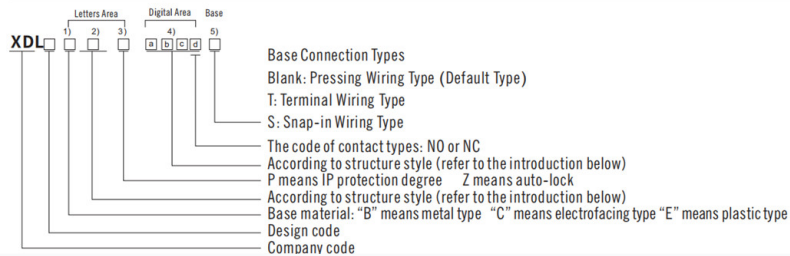 Letters Area Digital Area Base
1) 2) 3) 4) 5)
XDL a b c d
Base Connection Types
Blank: Pressing Wiring Type (Default Type)
T: Terminal Wiring Type
S: Snap-in Wiring Type
The code of contact types: NO or NC
According to structure style (refer to the introduction below)
P means IP protection degree Z means auto-lock
According to structure style (refer to the introduction below)
Base material: “B” means metal type “C” means electrofacing type “E” means plastic type
Design code
Company code